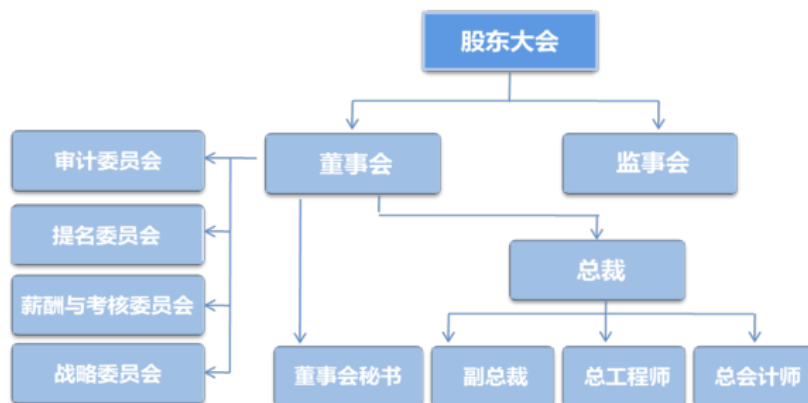 股东大会
董事会
监事会
审计委员会
提名委员会
薪酬与考核委员会
战略委员会
总裁
董事会秘书
副总裁
总工程师
总会计师